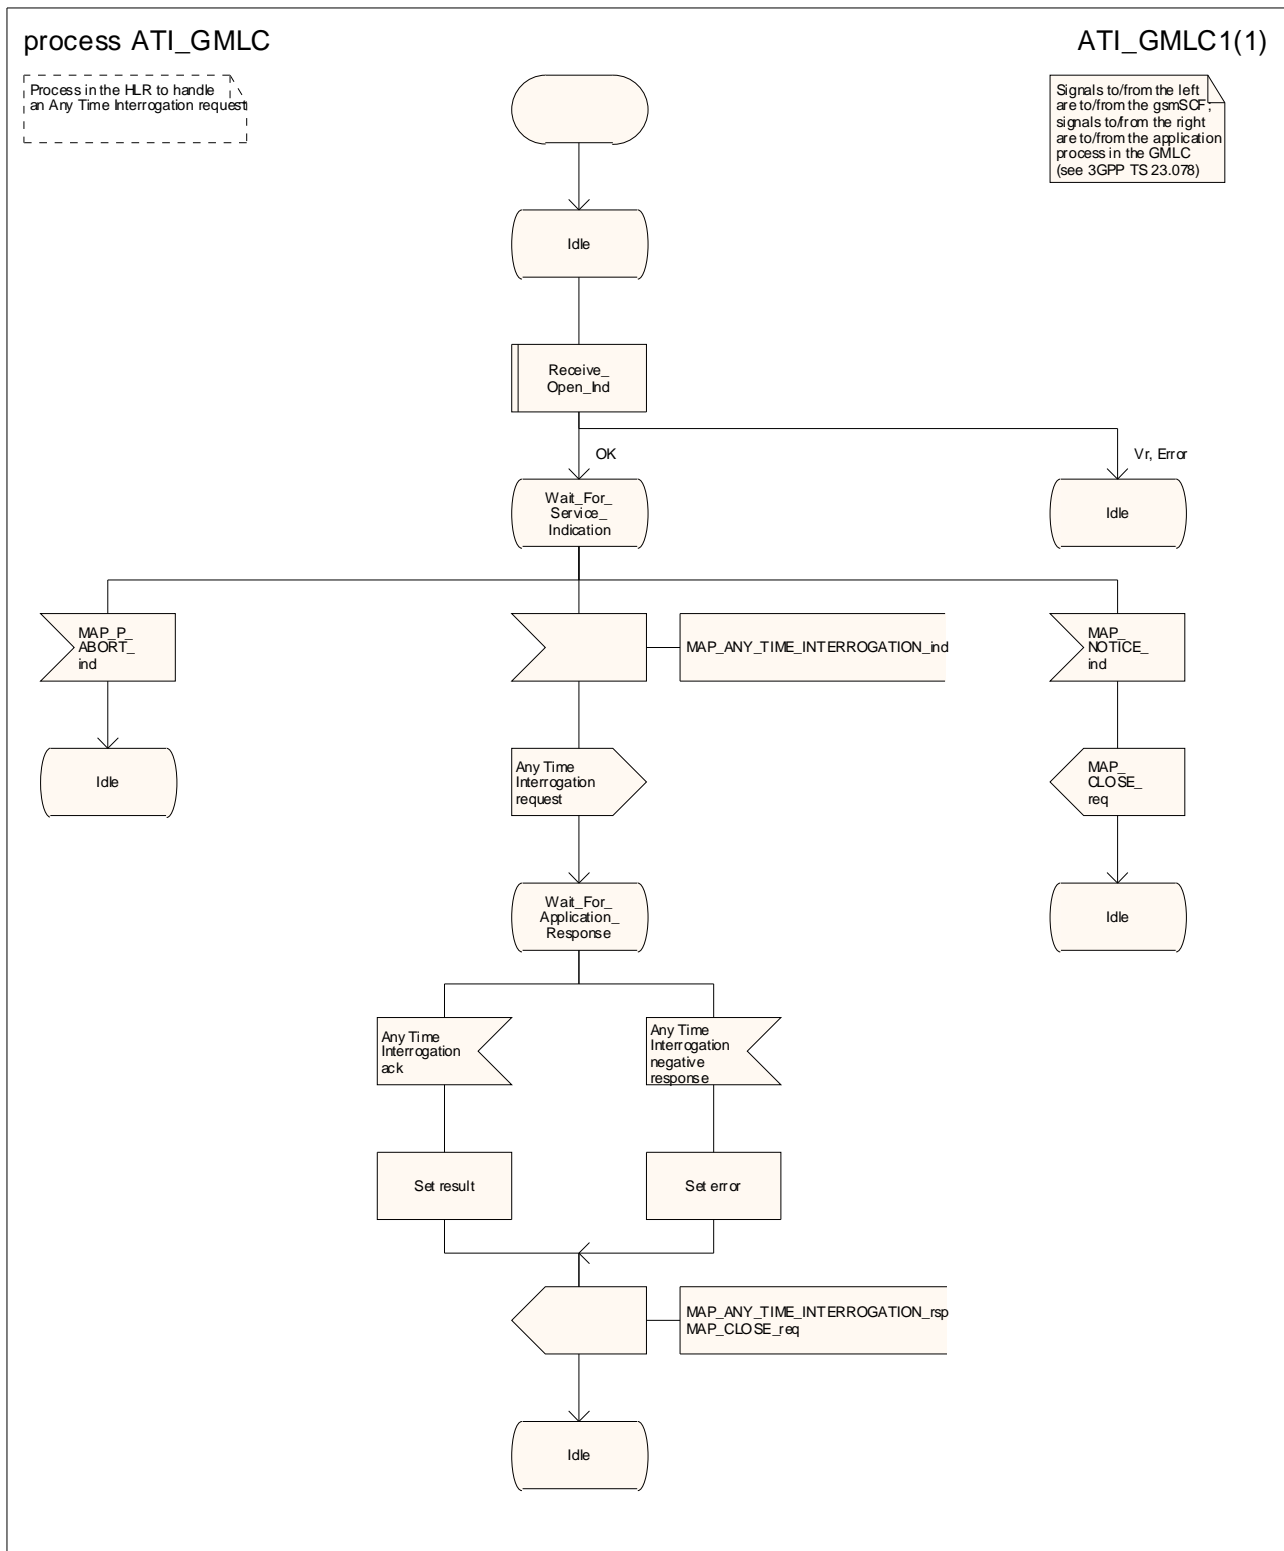 process ATI_GMLC
ATI_GMLC1(1)
Process in the HLR to handle
an Any Time Interrogation request
Signals to/from the left
are to/from the gsmSCF;
signals to/from the right
are to/from the application
process in the GMLC
(see 3GPP TS 23.078)
Idle
Receive_
Open_Ind
OK
Vr, Error
Wait_For_
Service_
Indication
Idle
MAP_P_
ABORT_
ind
MAP_ANY_TIME_INTERROGATION_ind
MAP_
NOTICE_
ind
Idle
Any Time
Interrogation
request
MAP_
CLOSE_
req
Wait_For_
Application_
Response
Idle
Any Time
Interrogation
ack
Any Time
Interrogation
negative
response
Set result
Set error
MAP_ANY_TIME_INTERROGATION_rsp
MAP_CLOSE_req
Idle